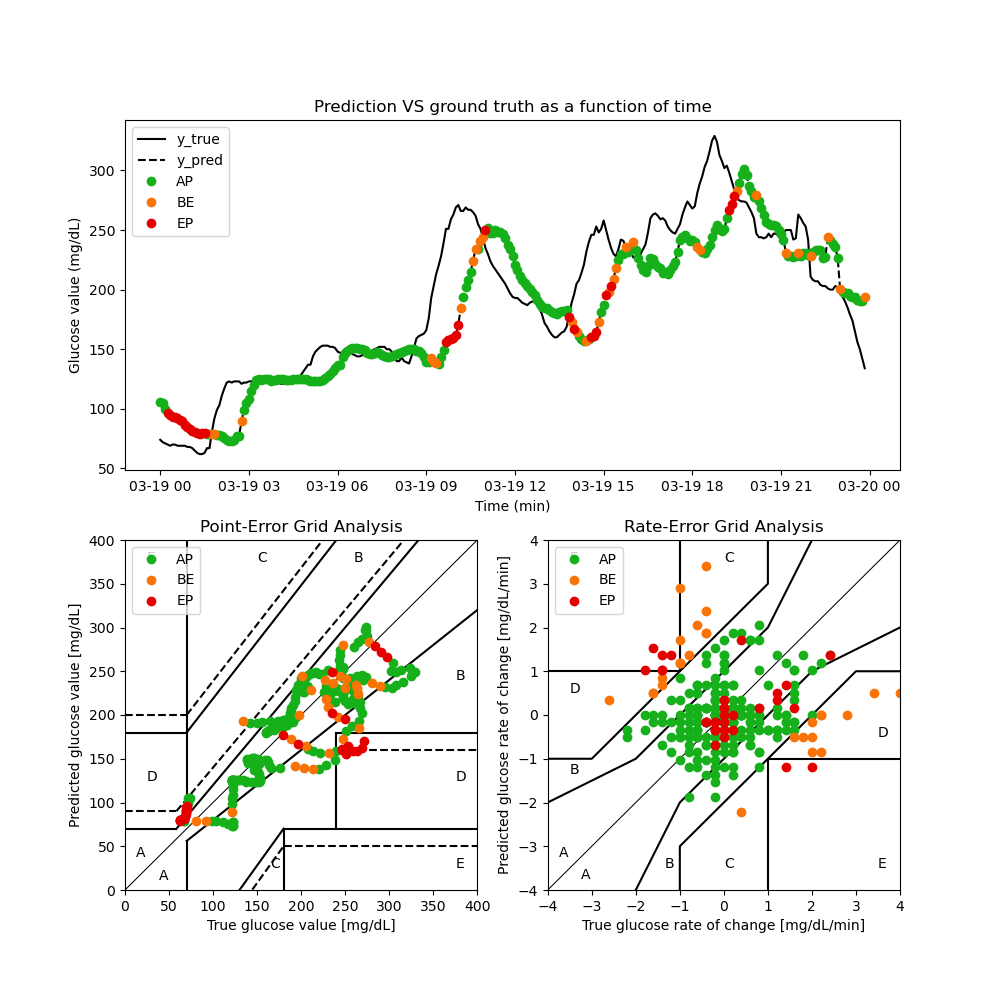 Prediction VS ground truth as a function of time
y_true
y_pred
AP
BE
EP
Glucose value (mg/dL)
300
250
200
150
100
50
03-19 00 03-19 03 03-19 06 03-19 09 03-19 12 03-19 15 03-19 18 03-19 21 03-20 00
Time (min)
Point-Error Grid Analysis
AP
BE
EP
C
B
B
D
D
A
A
C
E
Predicted glucose value [mg/dL]
400
350
300
250
200
150
100
50
0
0 50 100 150 200 250 300 350 400
True glucose value [mg/dL]
Rate-Error Grid Analysis
AP
BE
EP
C
D
D
B
A
A
B
C
E
Predicted glucose rate of change [mg/dL/min]
4
3
2
1
0
−1
−2
−3
−4
−4 −3 −2 −1 0 1 2 3 4
True glucose rate of change [mg/dL/min]